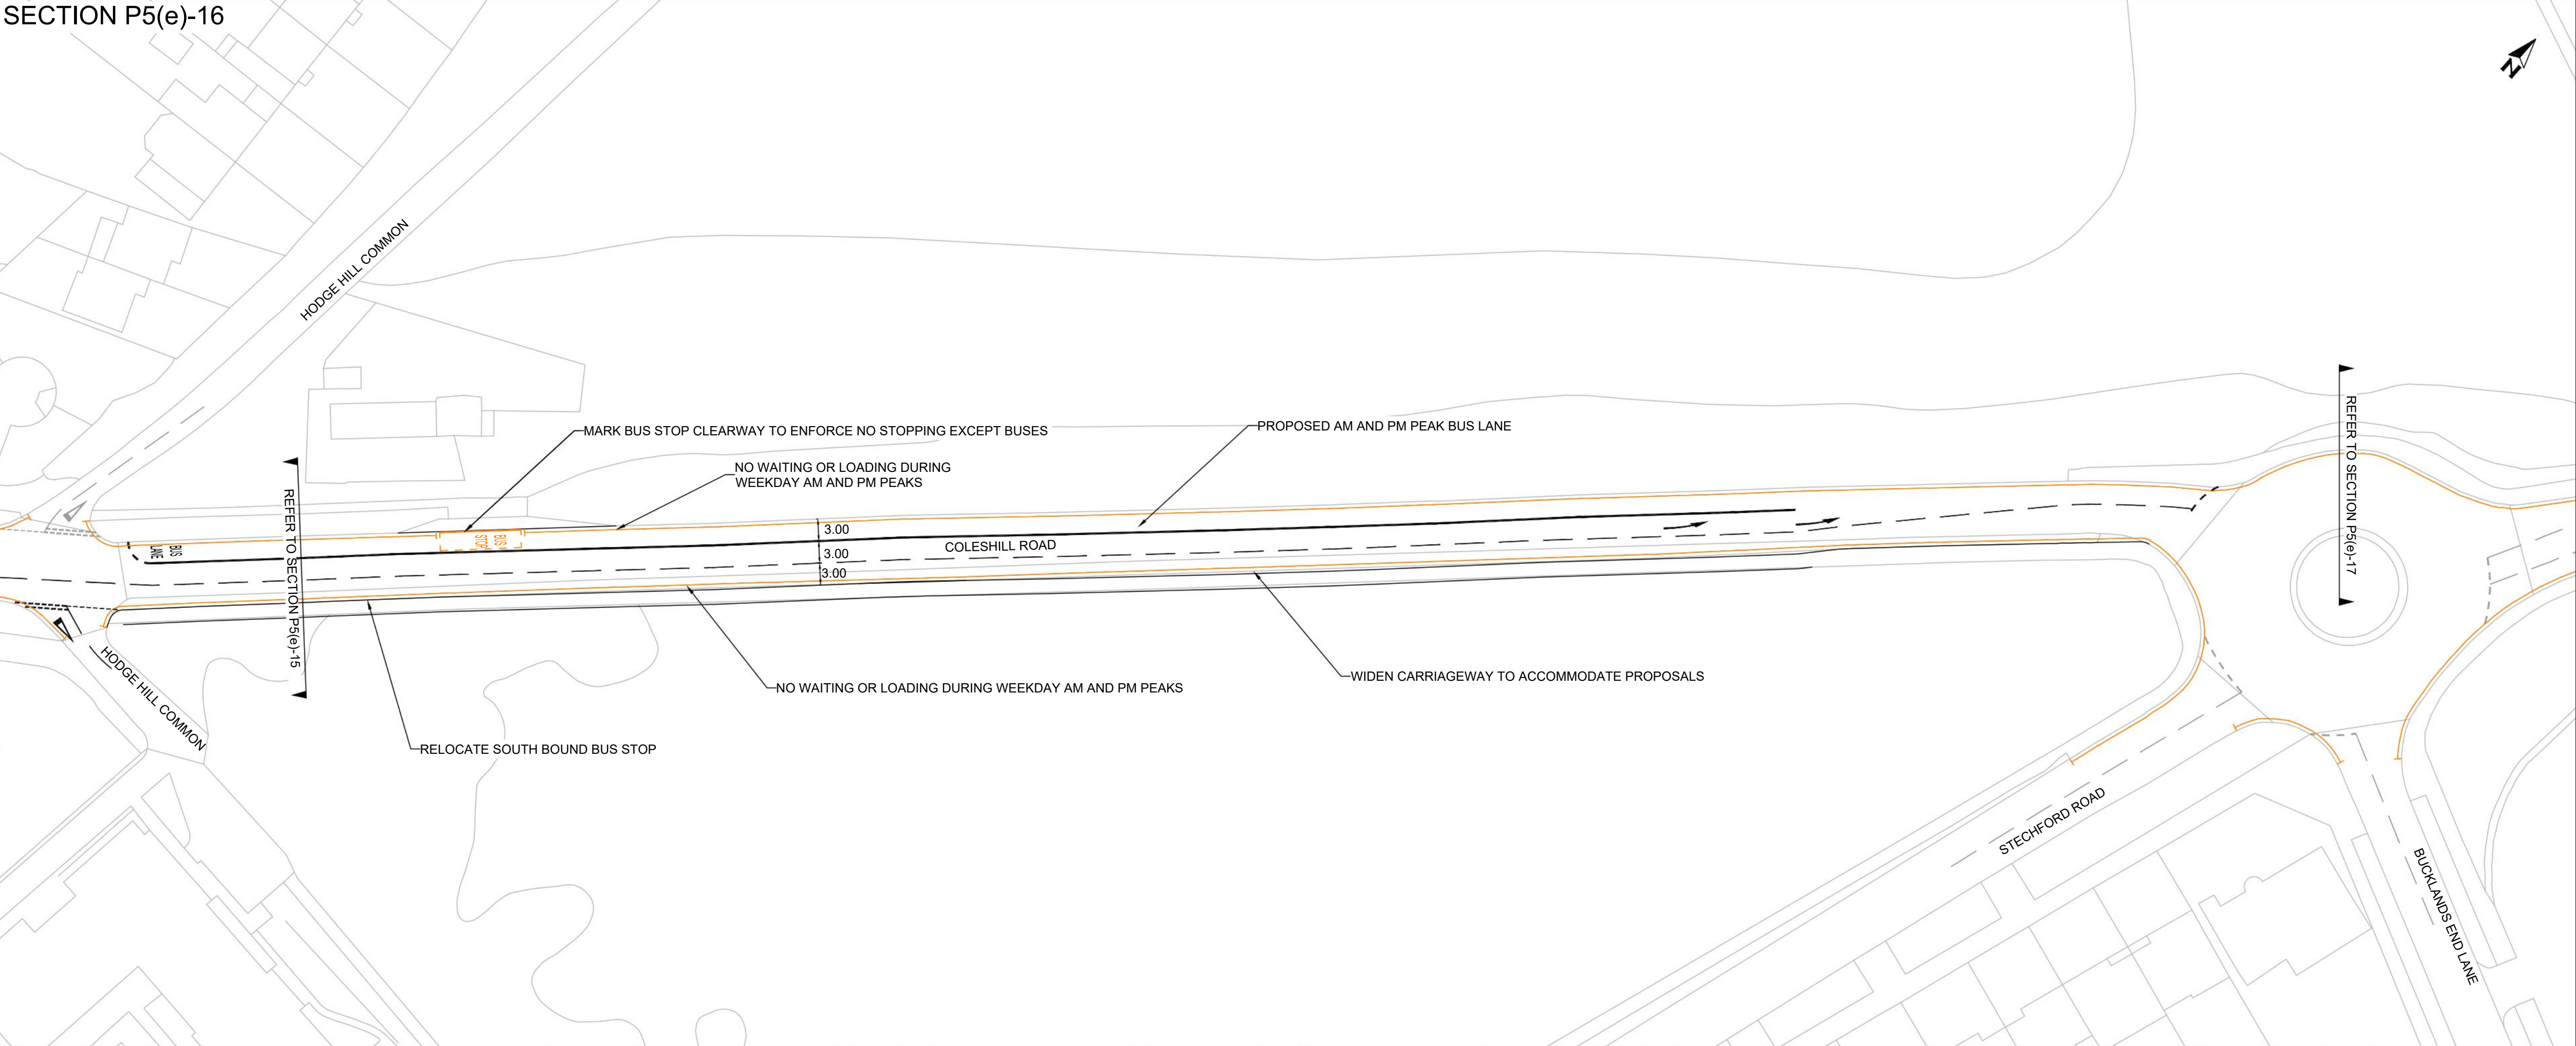 SECTION P5(e)-16
N
HODGE HILL COMMON
MARK BUS STOP CLEARWAY TO ENFORCE NO STOPPING EXCEPT BUSES
PROPOSED AM AND PM PEAK BUS LANE
NO WAITING OR LOADING DURING
WEEKDAY AM AND PM PEAKS
REFER TO SECTION P5(e)-15
REFER TO SECTION P5(e)-17
BUS
LANE
BUS
STOP
3.00
3.00
3.00
COLESHILL ROAD
HODGE HILL COMMON
NO WAITING OR LOADING DURING WEEKDAY AM AND PM PEAKS
WIDEN CARRIAGEWAY TO ACCOMMODATE PROPOSALS
RELOCATE SOUTH BOUND BUS STOP
STECHFORD ROAD
BUCKLANDS END LANE